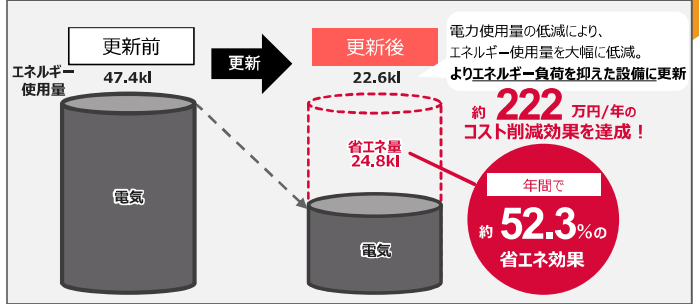 更新前
更新
更新後
エネルギー
使用量
47.4kl
22.6kl
電力使用量の低減により、
エネルギー使用量を大幅に低減。
よりエネルギー負荷を抑えた設備に更新
約 222 万円/年の
コスト削減効果を達成!
省エネ量
24.8kl
年間で
約 52.3%の
省エネ効果
電気
電気